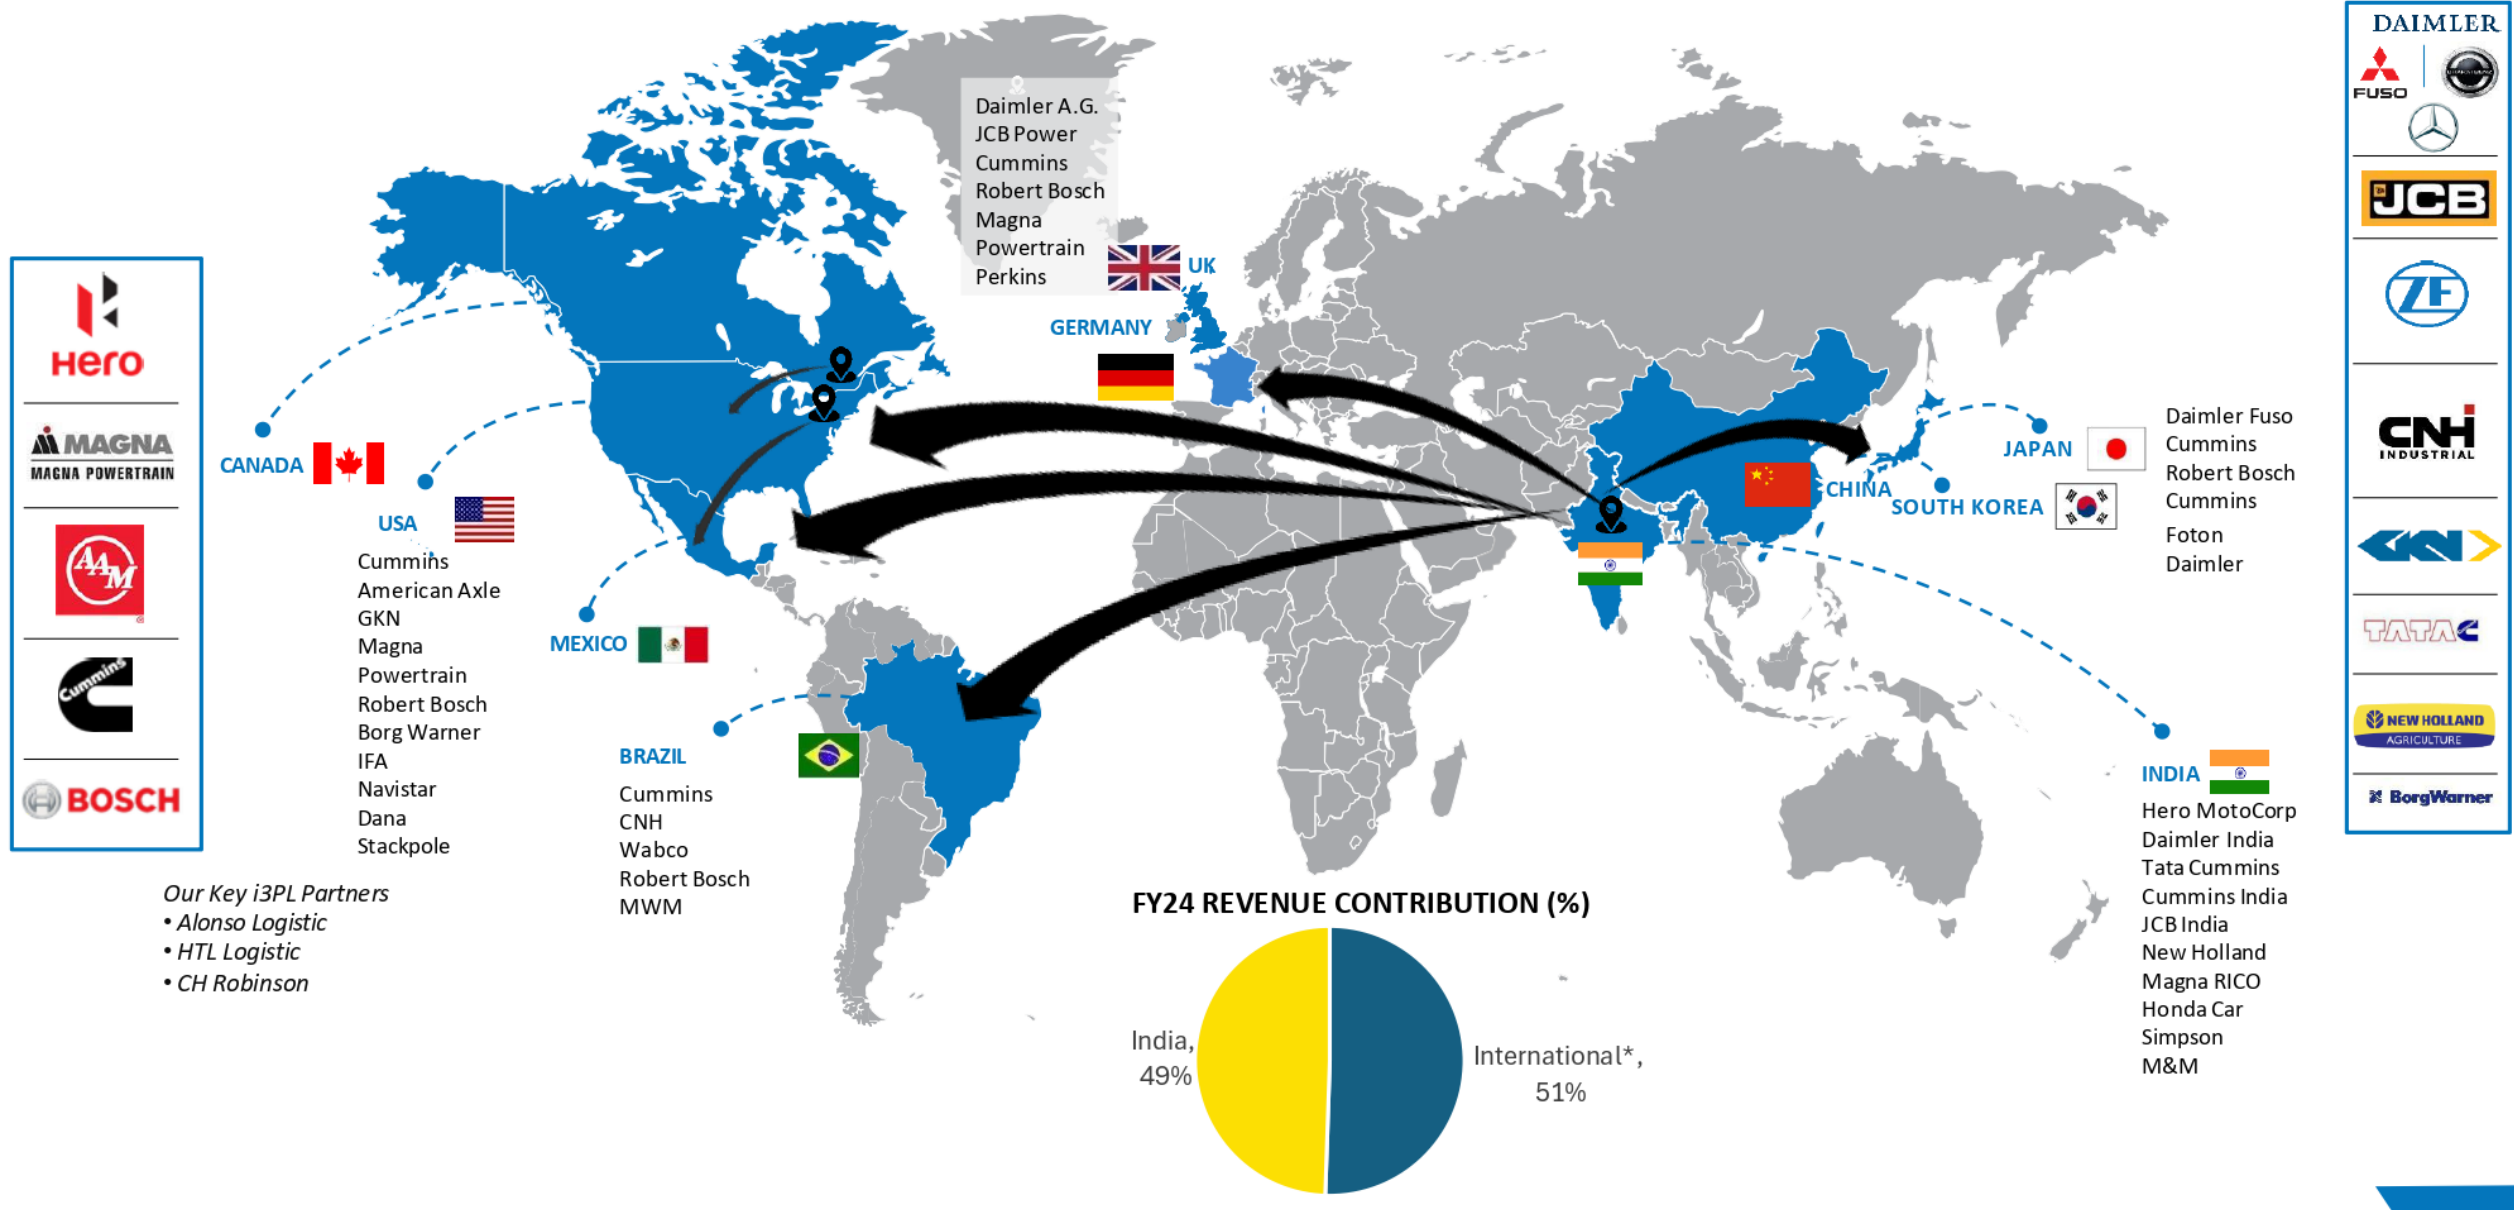 DAIMLER
FUSO
JCB
ZF
CNH
INDUSTRIAL
GKN
TATA
NEW HOLLAND
AGRICULTURE
BorgWarner
Hero
MAGNA
MAGNA POWERTRAIN
AAM
Cummins
BOSCH
Daimler A.G.
JCB Power
Cummins
Robert Bosch
Magna
Powertrain
Perkins
UK
GERMANY
CANADA
USA
Cummins
American Axle
GKN
Magna
Powertrain
Robert Bosch
Borg Warner
IFA
Navistar
Dana
Stackpole
MEXICO
BRAZIL
Cummins
CNH
Wabco
Robert Bosch
MWM
CHINA
JAPAN
SOUTH KOREA
Daimler Fuso
Cummins
Robert Bosch
Cummins
Foton
Daimler
INDIA
Hero MotoCorp
Daimler India
Tata Cummins
Cummins India
JCB India
New Holland
Magna RICO
Honda Car
Simpson
M&M
Our Key i3PL Partners
• Alonso Logistic
• HTL Logistic
• CH Robinson
FY24 REVENUE CONTRIBUTION (%)
India,
49%
International*,
51%